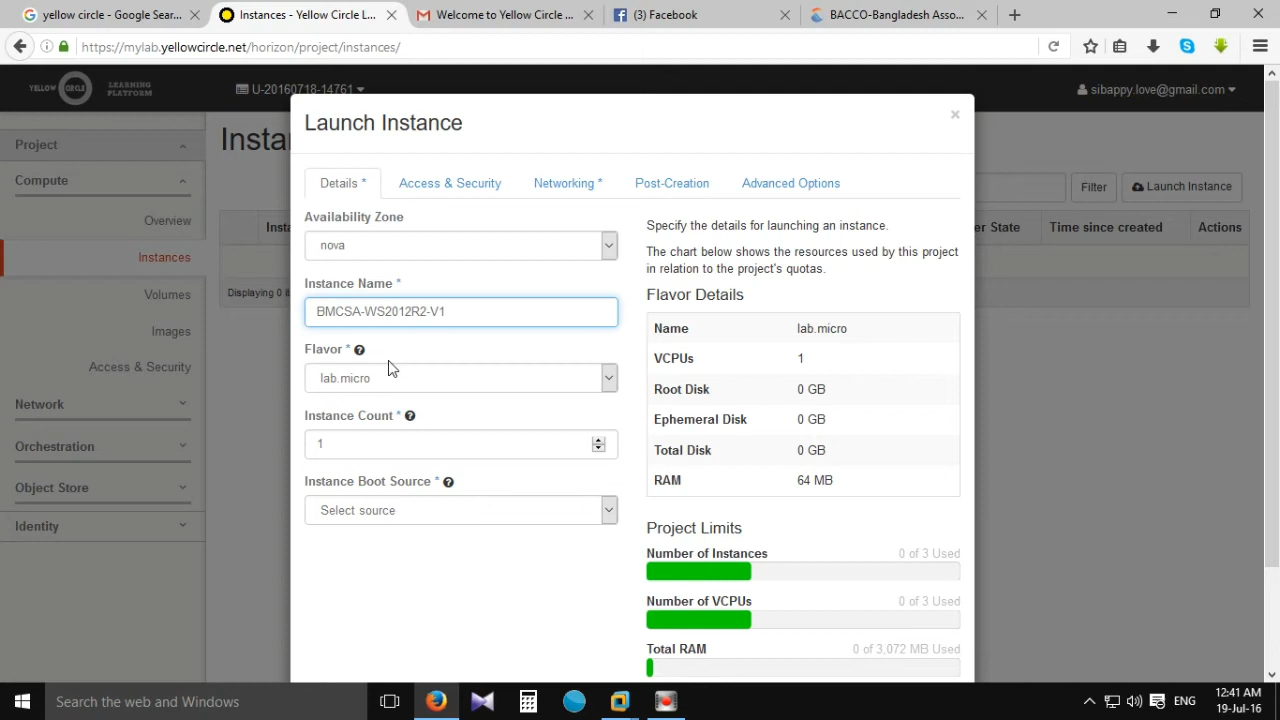 yellow circle - Google Sear...
Instances - Yellow Circle L...
Welcome to Yellow Circle ...
(3) Facebook
BACCO-Bangladesh Asso...
https://mylab.yellowcircle.net/horizon/project/instances/
YELLOW CIRCLE
LEARNING
PLATFORM
U-20160718-14761
sibappy.love@gmail.com
Project
Compute
Overview
Instances
Volumes
Images
Access & Security
Network
Orchestration
Object Store
Identity
Instan
Filter
Launch Instance
Insta
er State
Time since created
Actions
Displaying 0 it
Launch Instance
×
Details *
Access & Security
Networking *
Post-Creation
Advanced Options
Availability Zone
nova
Instance Name *
BMCSA-WS2012R2-V1
Flavor *
lab.micro
Instance Count *
1
Instance Boot Source *
Select source
Specify the details for launching an instance.
The chart below shows the resources used by this project
in relation to the project's quotas.
Flavor Details
Name lab.micro
VCPUs 1
Root Disk 0 GB
Ephemeral Disk 0 GB
Total Disk 0 GB
RAM 64 MB
Project Limits
Number of Instances 0 of 3 Used
Number of VCPUs 0 of 3 Used
Total RAM 0 of 3,072 MB Used
Search the web and Windows
ENG
12:41 AM
19-Jul-16